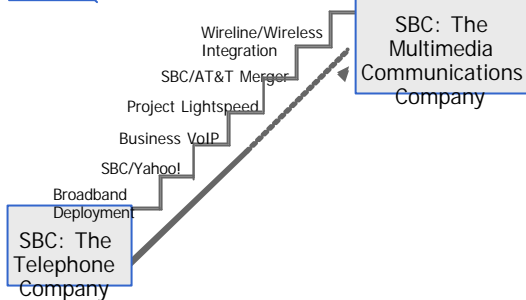 SBC: The
Multimedia
Communications
Company
Wireline/Wireless
Integration
SBC/AT&T Merger
Project Lightspeed
Business VoIP
SBC/Yahoo!
Broadband
Deployment
SBC: The
Telephone
Company